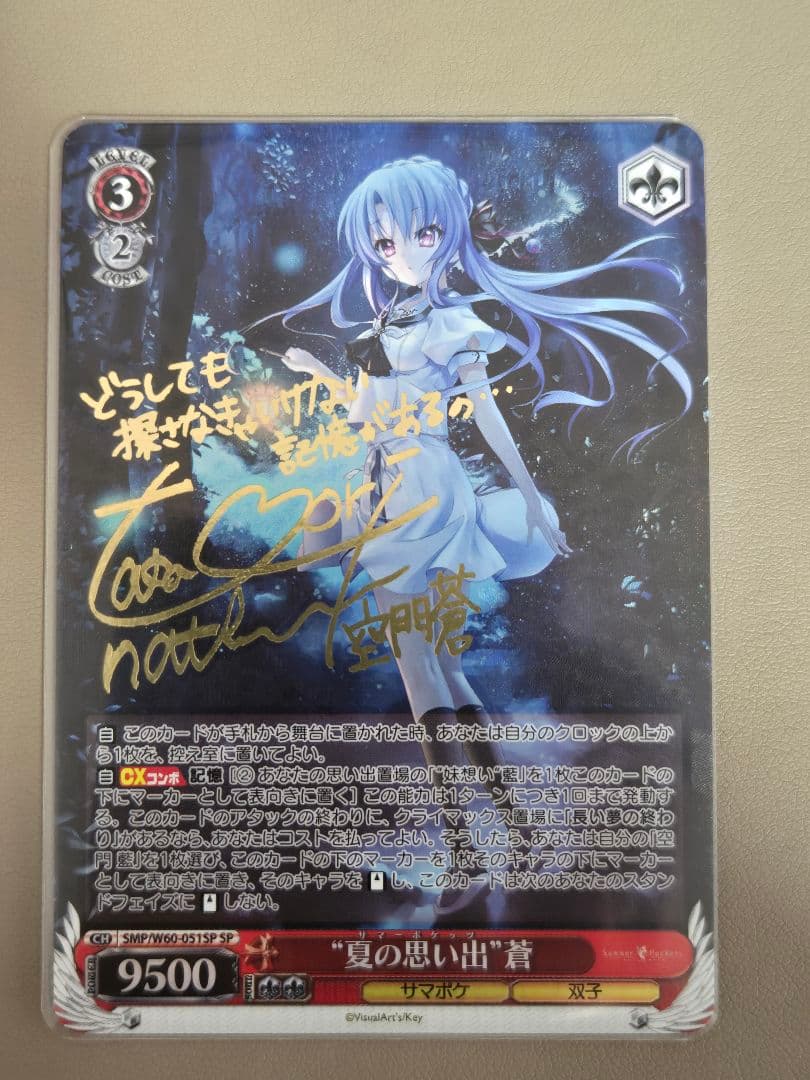 LEVEL
3
2
COST
どうしても
探さなきゃいけない
記憶があるの…
natsu
空門蒼
自 このカードが手札から舞台に置かれた時、あなたは自分のクロックの上か
ら1枚を、控え室に置いてよい。
自 CXコンボ 記憶 [② あなたの思い出置場の「“妹想い”藍」を1枚このカードの
下にマーカーとして表向きに置く] この能力は1ターンにつき1回まで発動す
る。 このカードのアタックの終わりに、クライマックス置場に「長い夢の終わ
り」があるなら、あなたはコストを払ってよい。そうしたら、あなたは自分の「空
門 藍」を1枚選び、このカードの下のマーカーを1枚そのキャラの下にマーカー
として表向きに置き、そのキャラを し、このカードは次のあなたのスタン
ドフェイズに しない。
CH SMP/W60-051SP SP
サマーポケッツ
“夏の思い出”蒼
Summer Pockets
POWER 9500 SOUL
サマポケ 双子
©VisualArt's/Key